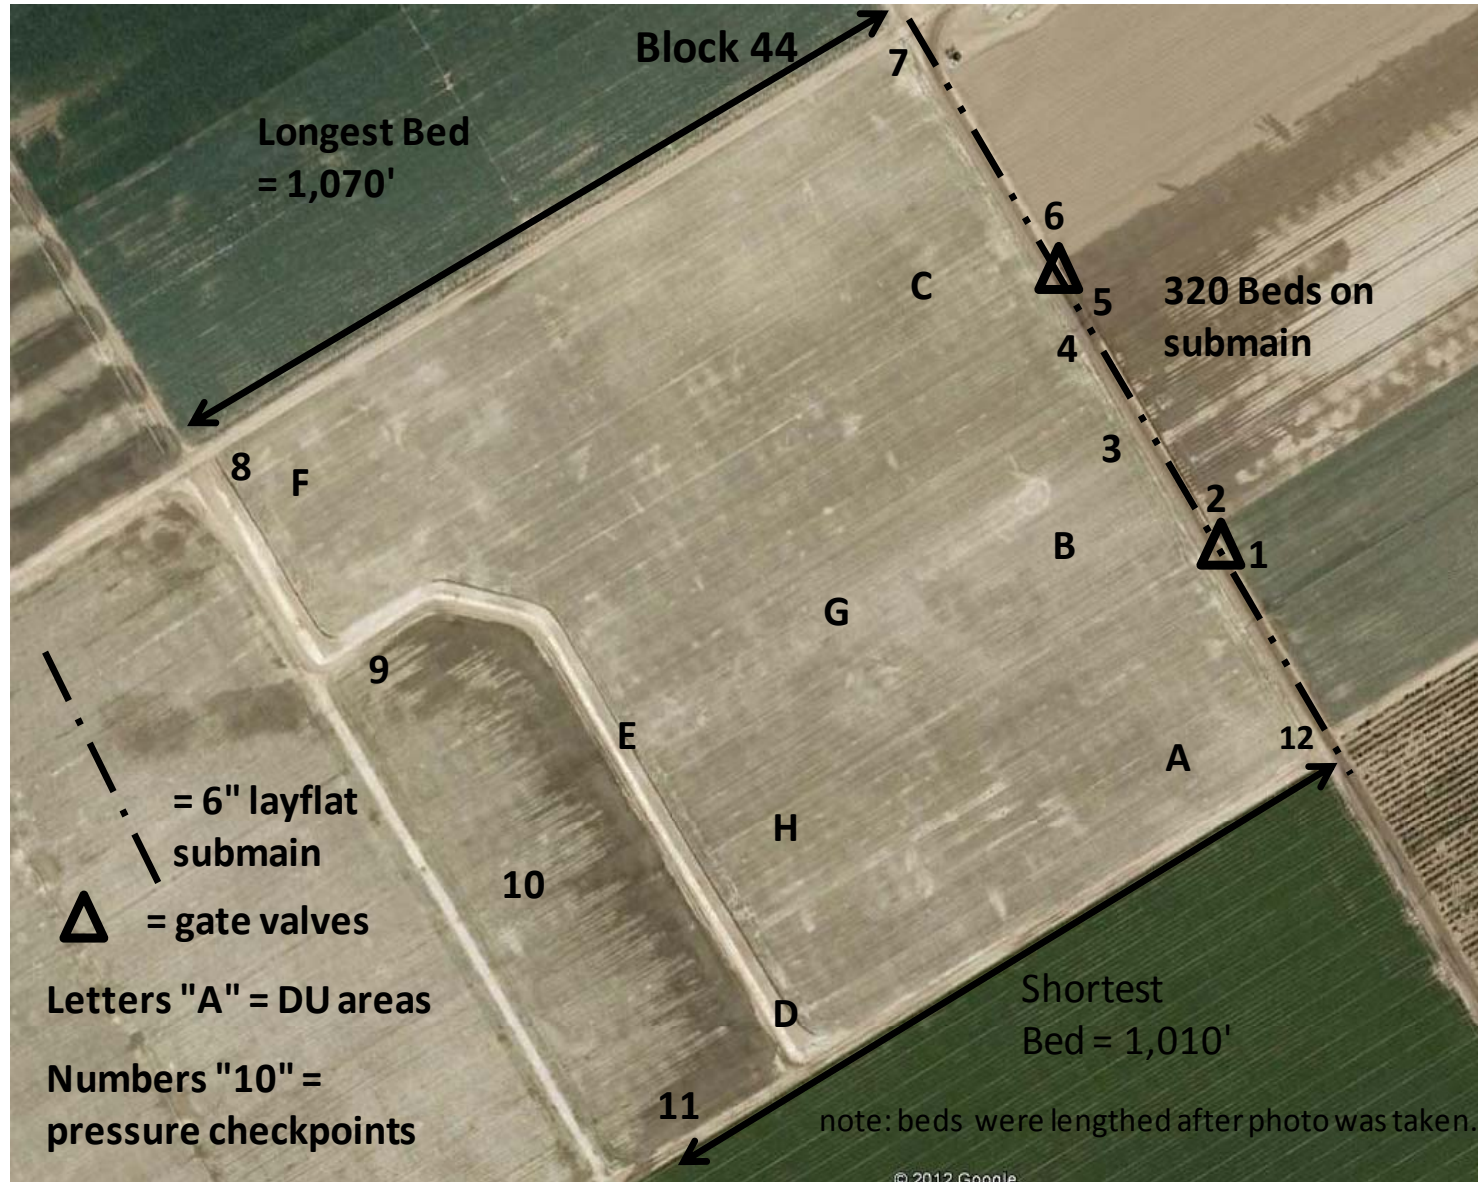 Block 44
7
Longest Bed
= 1,070'
6
C
5
320 Beds on
submain
4
3
8
F
2
B
1
G
9
E
12
A
= 6" layflat
submain
H
10
= gate valves
Letters "A" = DU areas
D
Shortest
Bed = 1,010'
Numbers "10" =
pressure checkpoints
11
note: beds were lengthed after photo was taken.
© 2012 Google